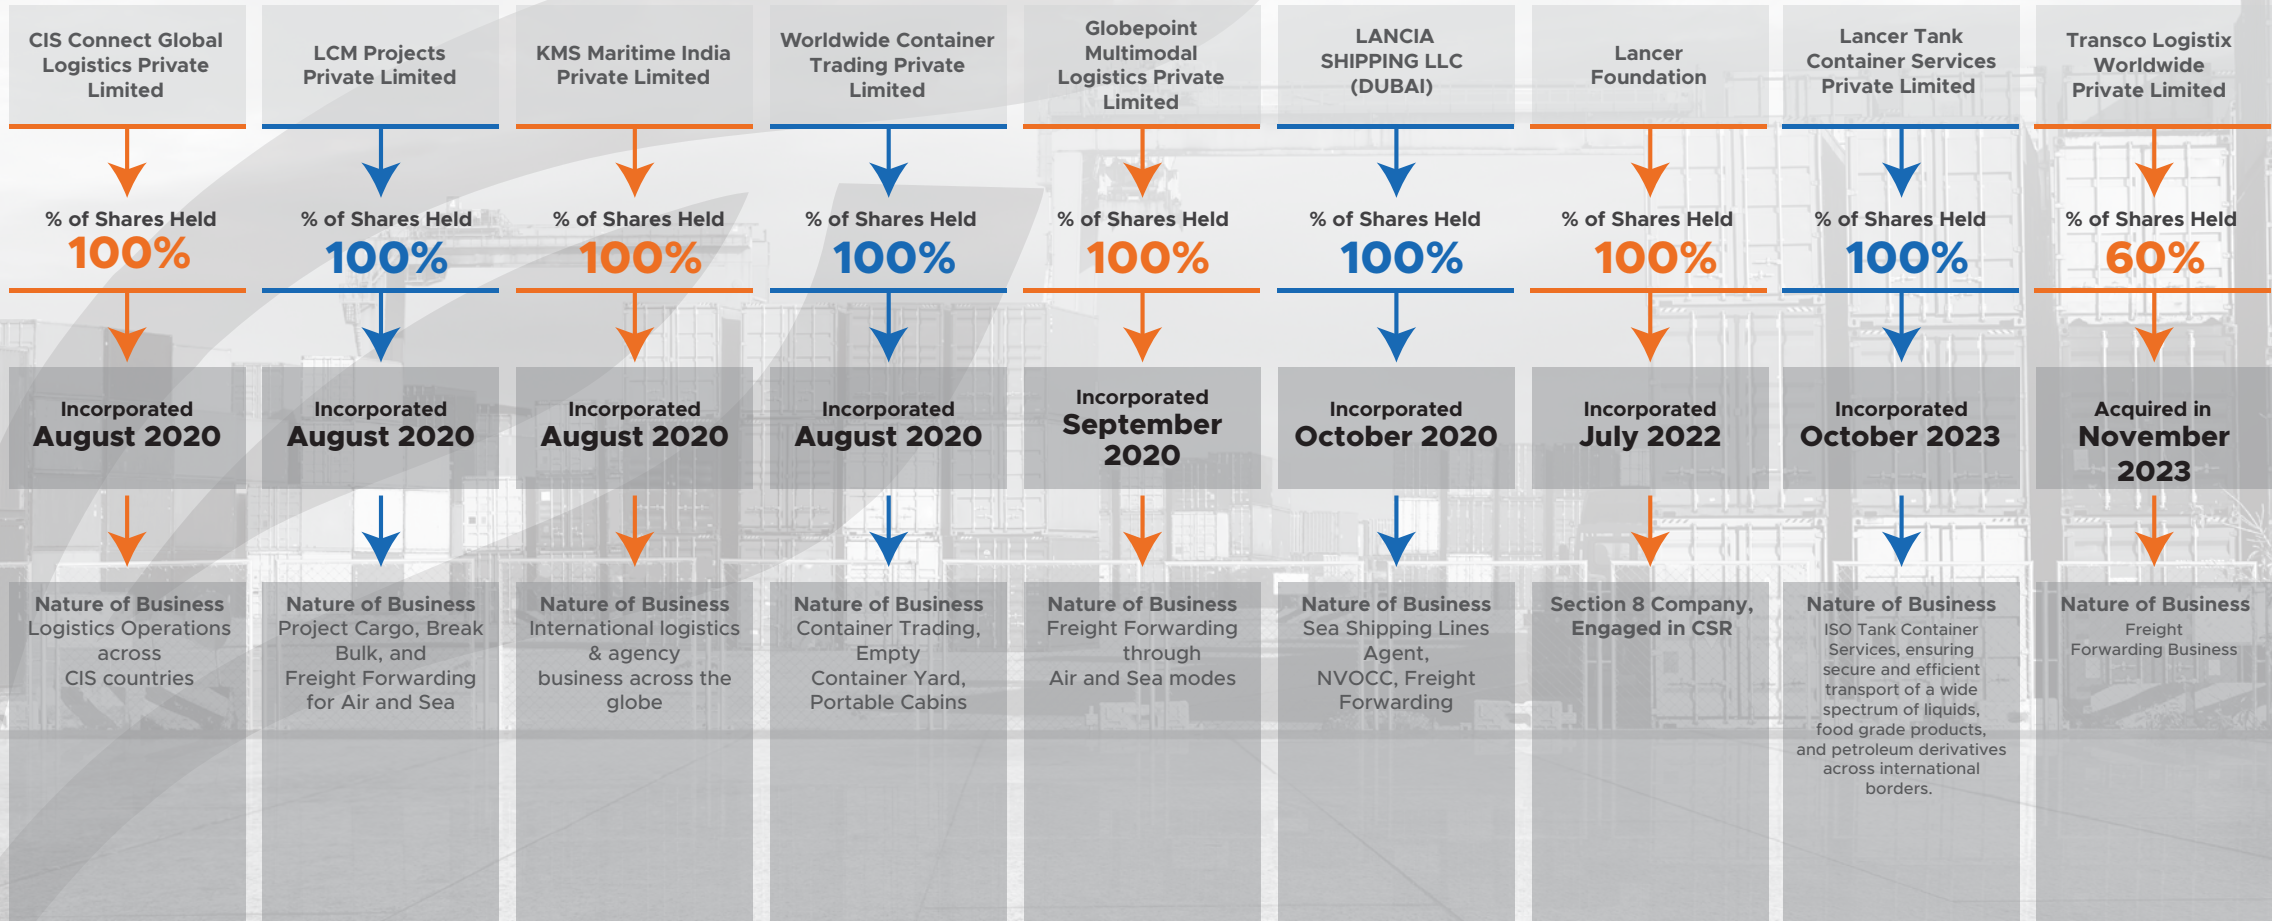 CIS Connect Global
Logistics Private
Limited
% of Shares Held
100%
Incorporated
August 2020
Nature of Business
Logistics Operations
across
CIS countries
LCM Projects
Private Limited
% of Shares Held
100%
Incorporated
August 2020
Nature of Business
Project Cargo, Break
Bulk, and
Freight Forwarding
for Air and Sea
KMS Maritime India
Private Limited
% of Shares Held
100%
Incorporated
August 2020
Nature of Business
International logistics
& agency
business across the
globe
Worldwide Container
Trading Private
Limited
% of Shares Held
100%
Incorporated
August 2020
Nature of Business
Container Trading,
Empty
Container Yard,
Portable Cabins
Globepoint
Multimodal
Logistics Private
Limited
% of Shares Held
100%
Incorporated
September
2020
Nature of Business
Freight Forwarding
through
Air and Sea modes
LANCIA
SHIPPING LLC
(DUBAI)
% of Shares Held
100%
Incorporated
October 2020
Nature of Business
Sea Shipping Lines
Agent,
NVOCC, Freight
Forwarding
Lancer
Foundation
% of Shares Held
100%
Incorporated
July 2022
Section 8 Company,
Engaged in CSR
Lancer Tank
Container Services
Private Limited
% of Shares Held
100%
Incorporated
October 2023
Nature of Business
ISO Tank Container
Services, ensuring
secure and efficient
transport of a wide
spectrum of liquids,
food grade products,
and petroleum derivatives
across international
borders.
Transco Logistix
Worldwide
Private Limited
% of Shares Held
60%
Acquired in
November
2023
Nature of Business
Freight
Forwarding Business